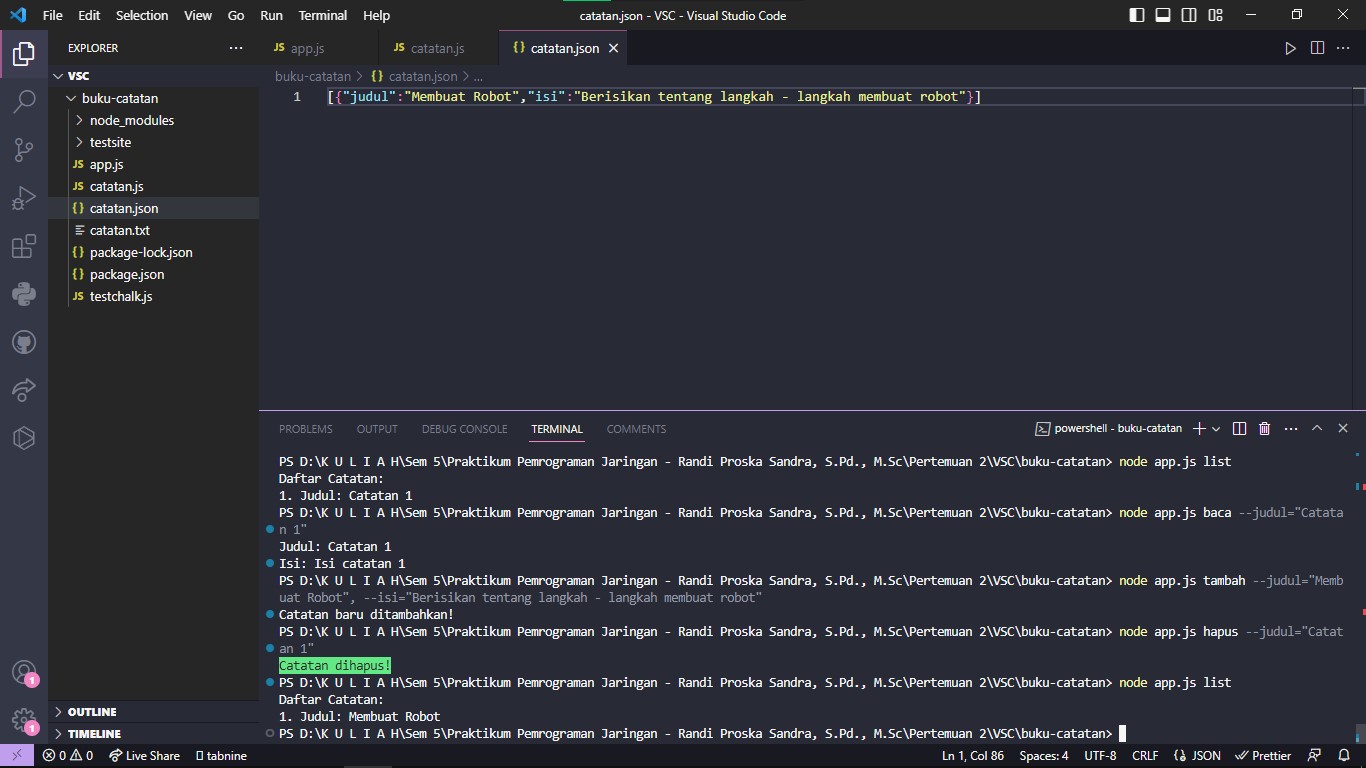 File Edit Selection View Go Run Terminal Help
catatan.json - VSC - Visual Studio Code
EXPLORER
VSC
buku-catatan
node_modules
testsite
JS app.js
JS catatan.js
{} catatan.json
catatan.txt
{} package-lock.json
{} package.json
JS testchalk.js
OUTLINE
TIMELINE
JS app.js
JS catatan.js
{} catatan.json
buku-catatan > {} catatan.json > ...
1 [{"judul":"Membuat Robot","isi":"Berisikan tentang langkah - langkah membuat robot"}]
PROBLEMS OUTPUT DEBUG CONSOLE TERMINAL COMMENTS
powershell - buku-catatan
PS D:\K U L I A H\Sem 5\Praktikum Pemrograman Jaringan - Randi Proska Sandra, S.Pd., M.Sc\Pertemuan 2\VSC\buku-catatan> node app.js list
Daftar Catatan:
1. Judul: Catatan 1
PS D:\K U L I A H\Sem 5\Praktikum Pemrograman Jaringan - Randi Proska Sandra, S.Pd., M.Sc\Pertemuan 2\VSC\buku-catatan> node app.js baca --judul="Catata
n 1"
Judul: Catatan 1
Isi: Isi catatan 1
PS D:\K U L I A H\Sem 5\Praktikum Pemrograman Jaringan - Randi Proska Sandra, S.Pd., M.Sc\Pertemuan 2\VSC\buku-catatan> node app.js tambah --judul="Memb
uat Robot", --isi="Berisikan tentang langkah - langkah membuat robot"
Catatan baru ditambahkan!
PS D:\K U L I A H\Sem 5\Praktikum Pemrograman Jaringan - Randi Proska Sandra, S.Pd., M.Sc\Pertemuan 2\VSC\buku-catatan> node app.js hapus --judul="Catat
an 1"
Catatan dihapus!
PS D:\K U L I A H\Sem 5\Praktikum Pemrograman Jaringan - Randi Proska Sandra, S.Pd., M.Sc\Pertemuan 2\VSC\buku-catatan> node app.js list
Daftar Catatan:
1. Judul: Membuat Robot
PS D:\K U L I A H\Sem 5\Praktikum Pemrograman Jaringan - Randi Proska Sandra, S.Pd., M.Sc\Pertemuan 2\VSC\buku-catatan>
1
1
0 0 Live Share tabnine
Ln 1, Col 86 Spaces: 4 UTF-8 CRLF {} JSON Prettier